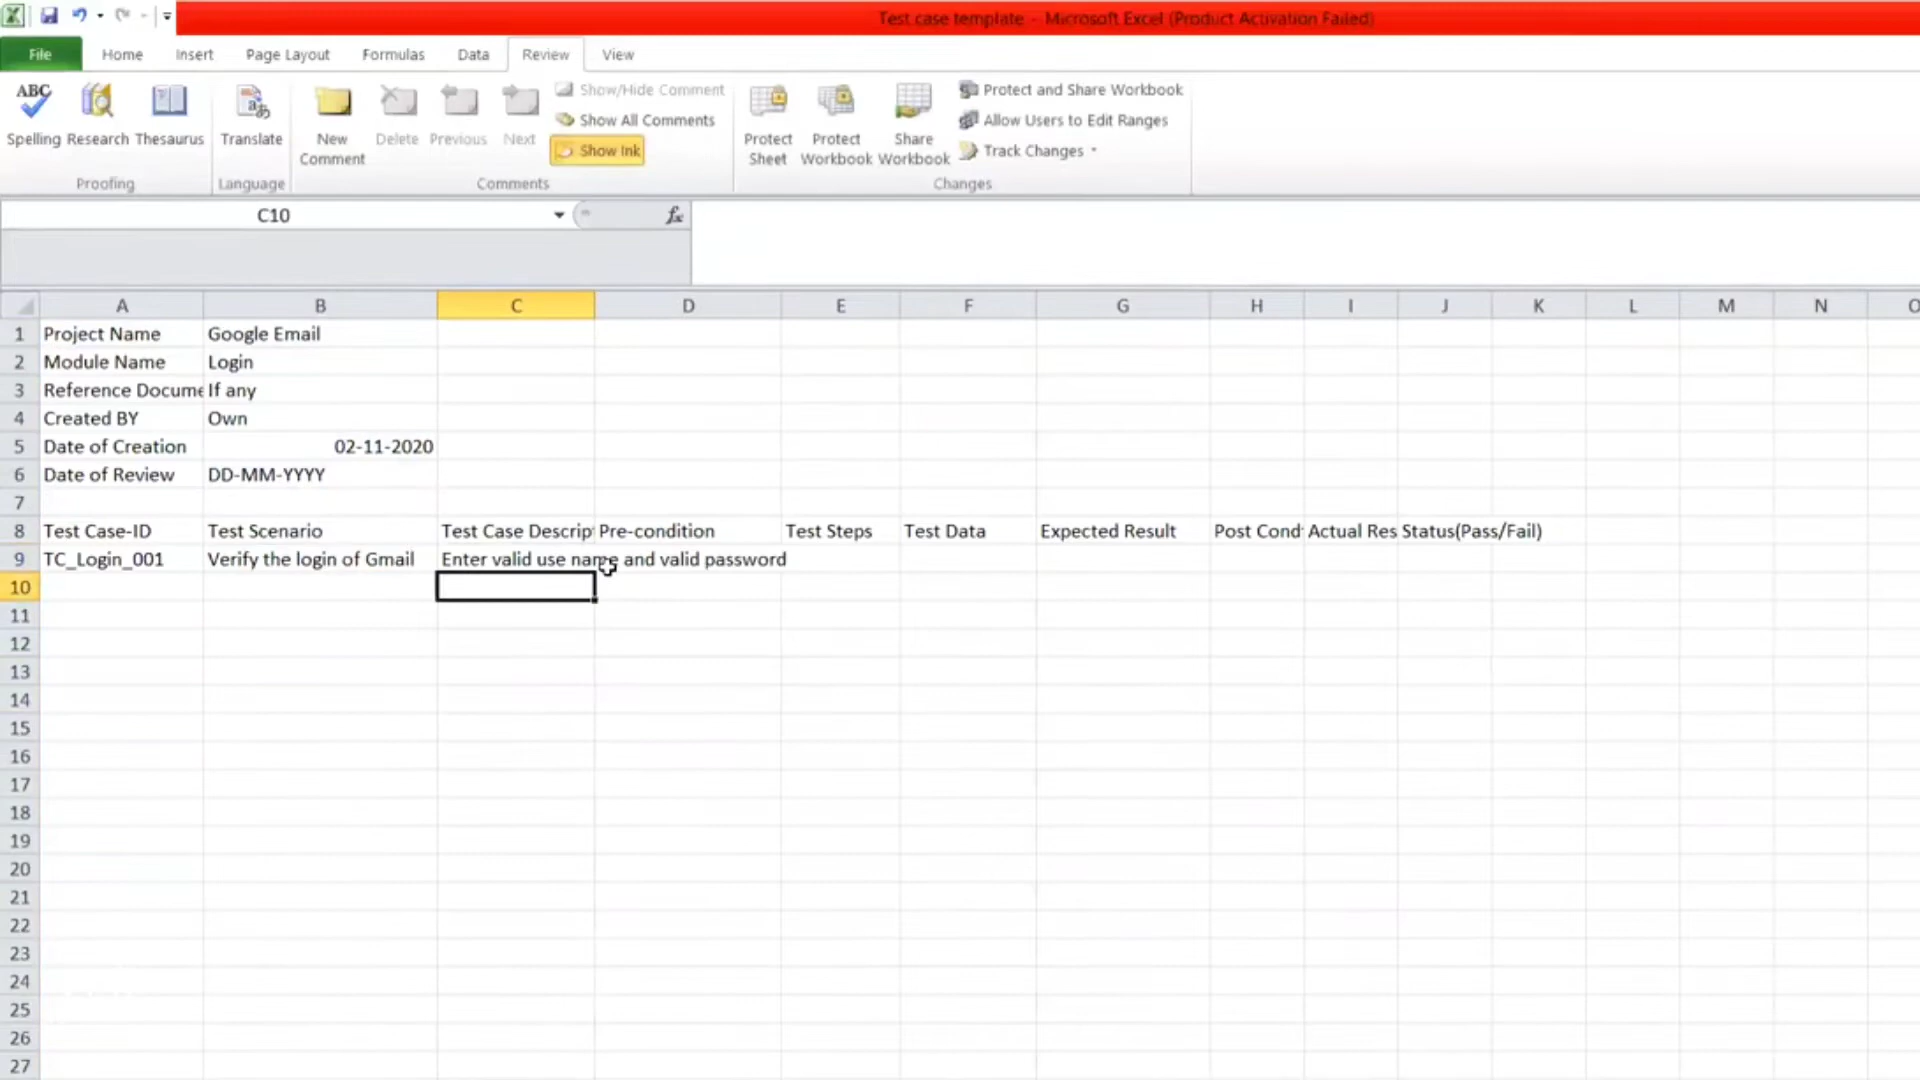 Test case template - Microsoft Excel (Product Activation Failed)
File Home Insert Page Layout Formulas Data Review View
ABC
Spelling Research Thesaurus
Proofing
Translate
Language
New Comment
Delete Previous Next
Show/Hide Comment
Show All Comments
Show Ink
Comments
Protect Sheet
Protect Workbook
Share Workbook
Protect and Share Workbook
Allow Users to Edit Ranges
Track Changes
Changes
C10 fx
A B C D E F G H I J K L M N O
1 Project Name Google Email
2 Module Name Login
3 Reference Docume If any
4 Created BY Own
5 Date of Creation 02-11-2020
6 Date of Review DD-MM-YYYY
7
8 Test Case-ID Test Scenario Test Case Descrip Pre-condition Test Steps Test Data Expected Result Post Cond Actual Res Status(Pass/Fail)
9 TC_Login_001 Verify the login of Gmail Enter valid use name and valid password
10
11
12
13
14
15
16
17
18
19
20
21
22
23
24
25
26
27